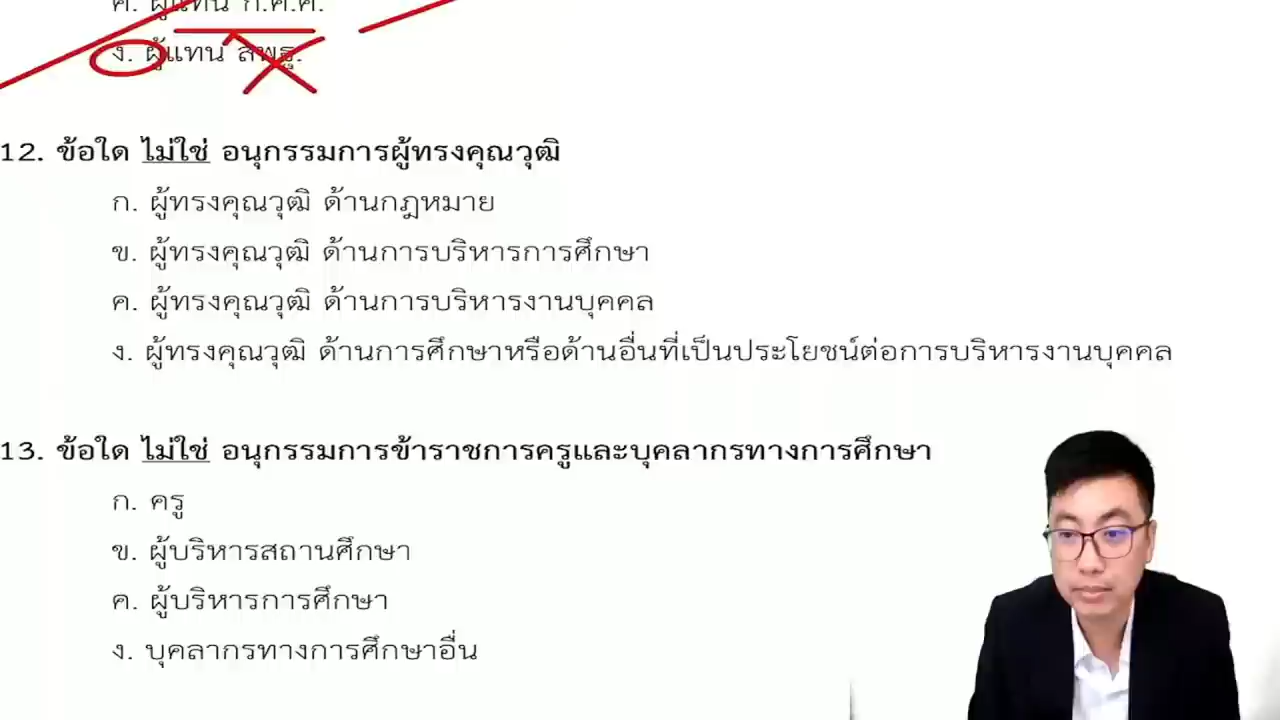 ค. ผู้แทน ก.ค.ศ.
ง. ผู้แทน สพฐ.
12. ข้อใด ไม่ใช่ อนุกรรมการผู้ทรงคุณวุฒิ
ก. ผู้ทรงคุณวุฒิ ด้านกฎหมาย
ข. ผู้ทรงคุณวุฒิ ด้านการบริหารการศึกษา
ค. ผู้ทรงคุณวุฒิ ด้านการบริหารงานบุคคล
ง. ผู้ทรงคุณวุฒิ ด้านการศึกษาหรือด้านอื่นที่เป็นประโยชน์ต่อการบริหารงานบุคคล
13. ข้อใด ไม่ใช่ อนุกรรมการข้าราชการครูและบุคลากรทางการศึกษา
ก. ครู
ข. ผู้บริหารสถานศึกษา
ค. ผู้บริหารการศึกษา
ง. บุคลากรทางการศึกษาอื่น